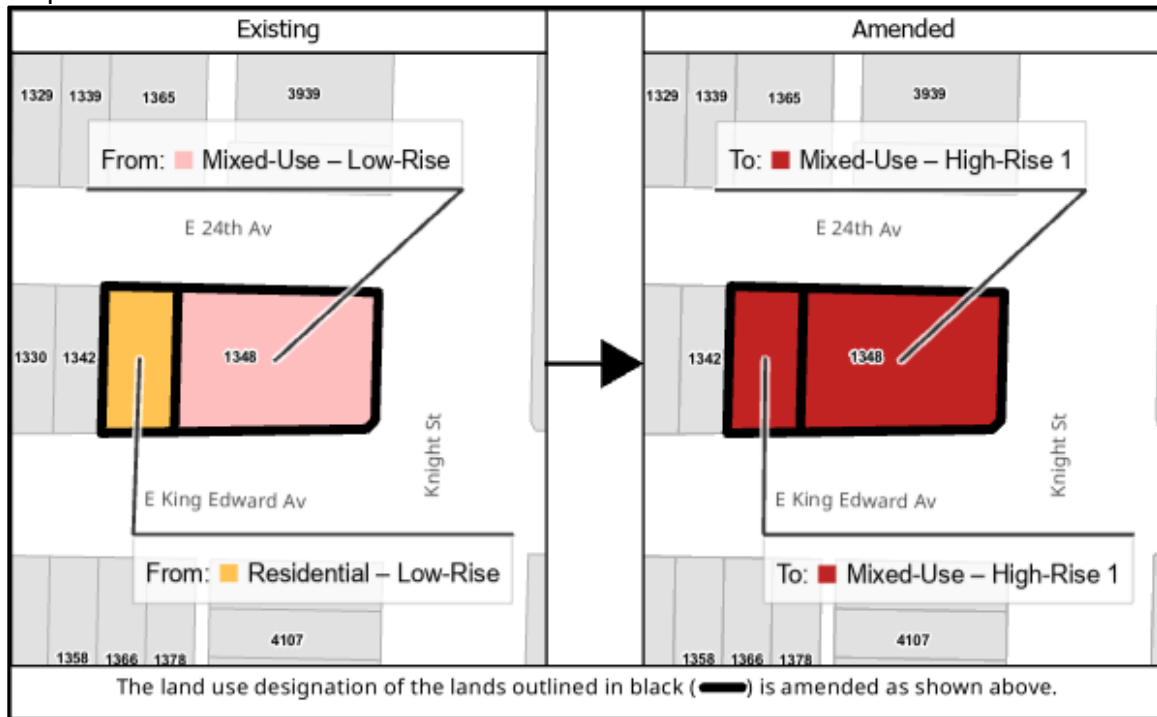 Existing
1329 1339 1365 3939
From: Mixed-Use – Low-Rise
E 24th Av
1330 1342 1348
Knight St
E King Edward Av
From: Residential – Low-Rise
4107
1358 1366 1378
Amended
1329 1339 1365 3939
To: Mixed-Use – High-Rise 1
E 24th Av
1342 1348
Knight St
E King Edward Av
To: Mixed-Use – High-Rise 1
4107
1358 1366 1378
The land use designation of the lands outlined in black ( ) is amended as shown above.